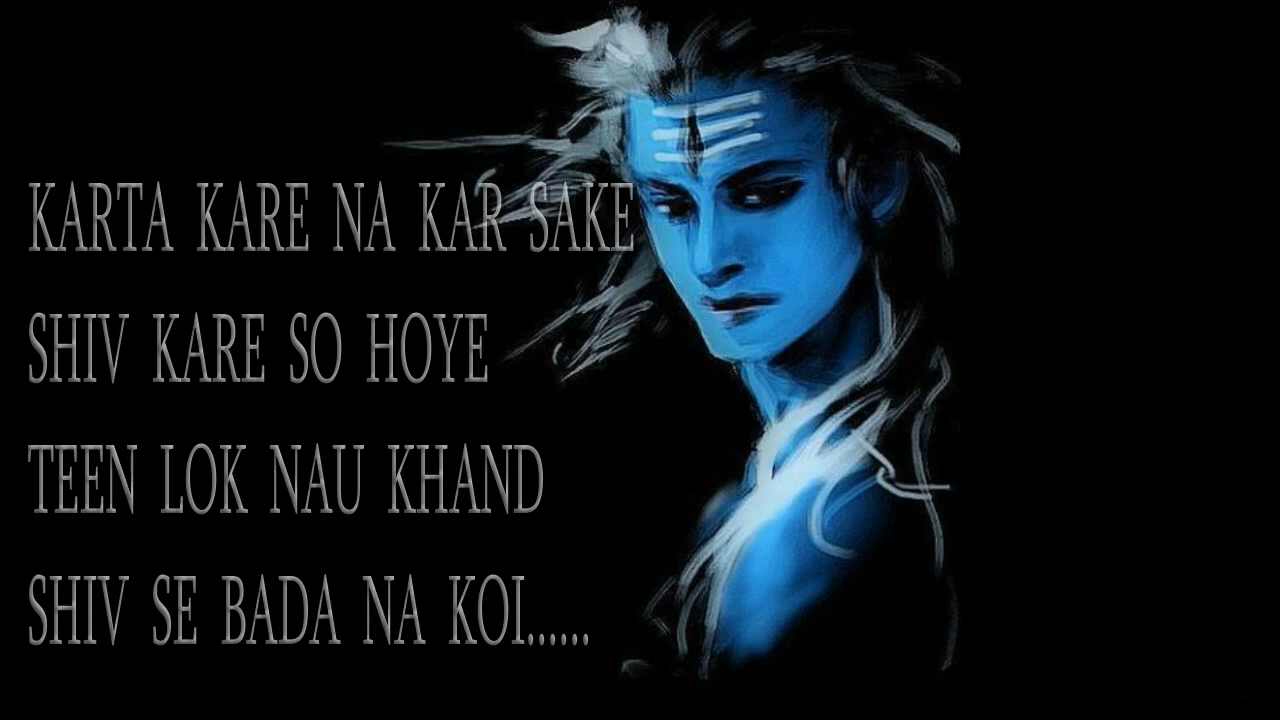 KARTA KARE NA KAR SAKE
SHIV KARE SO HOYE
TEEN LOK NAU KHAND
SHIV SE BADA NA KOI......